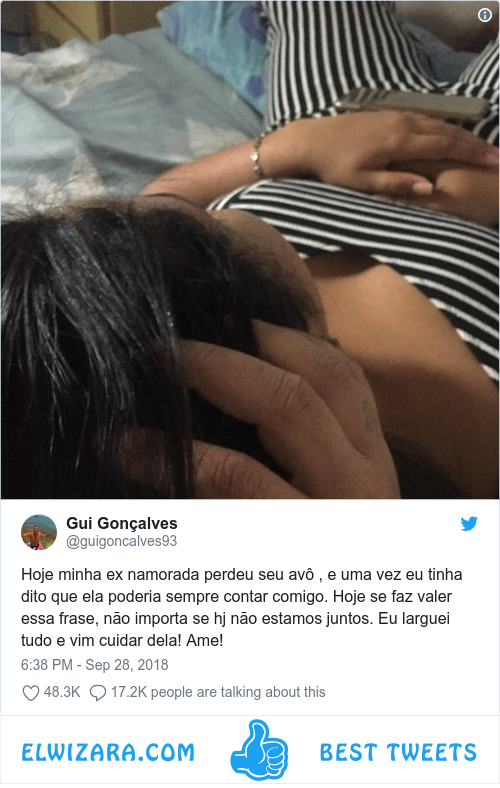 Gui Gonçalves
@guigoncalves93
Hoje minha ex namorada perdeu seu avô , e uma vez eu tinha
dito que ela poderia sempre contar comigo. Hoje se faz valer
essa frase, não importa se hj não estamos juntos. Eu larguei
tudo e vim cuidar dela! Ame!
6:38 PM - Sep 28, 2018
48.3K 17.2K people are talking about this
ELWIZARA.COM BEST TWEETS